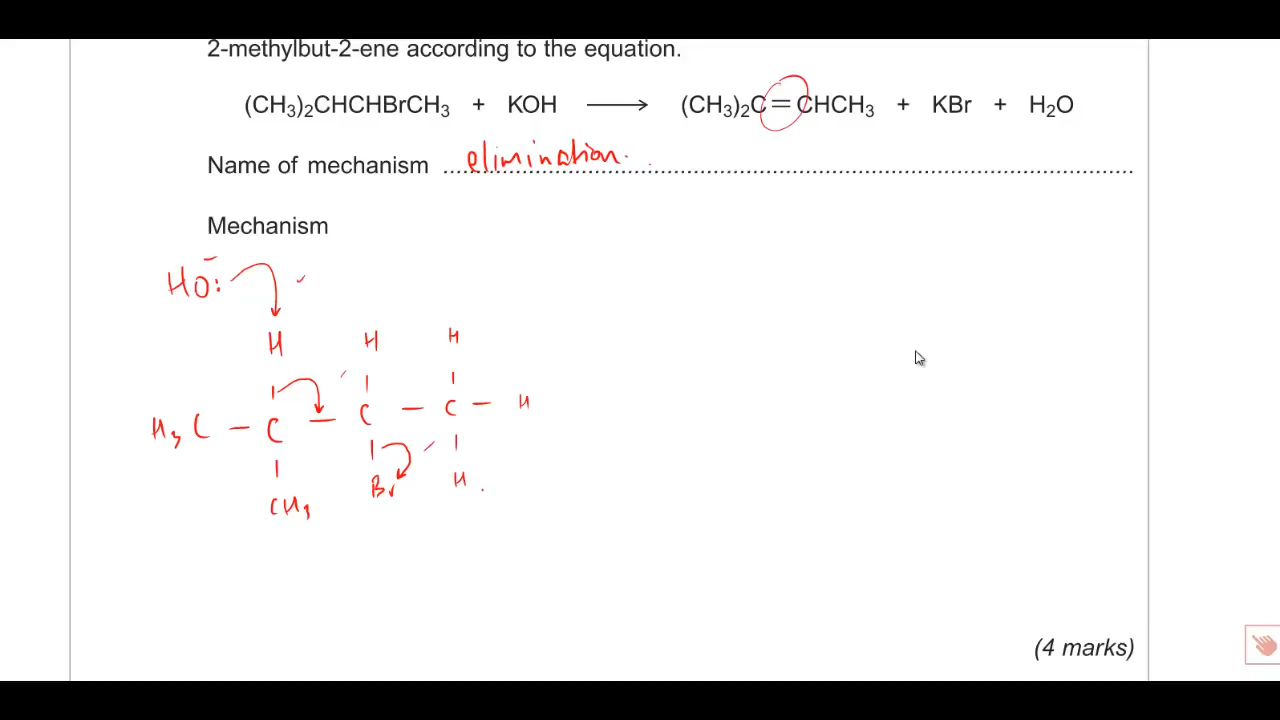 2-methylbut-2-ene according to the equation.
(CH₃)₂CHCHBrCH₃ + KOH ⟶ (CH₃)₂C=CHCH₃ + KBr + H₂O
Name of mechanism elimination.
Mechanism
HO:⁻
H H H
H₃C – C – C – C – H
CH₃ Br H
(4 marks)